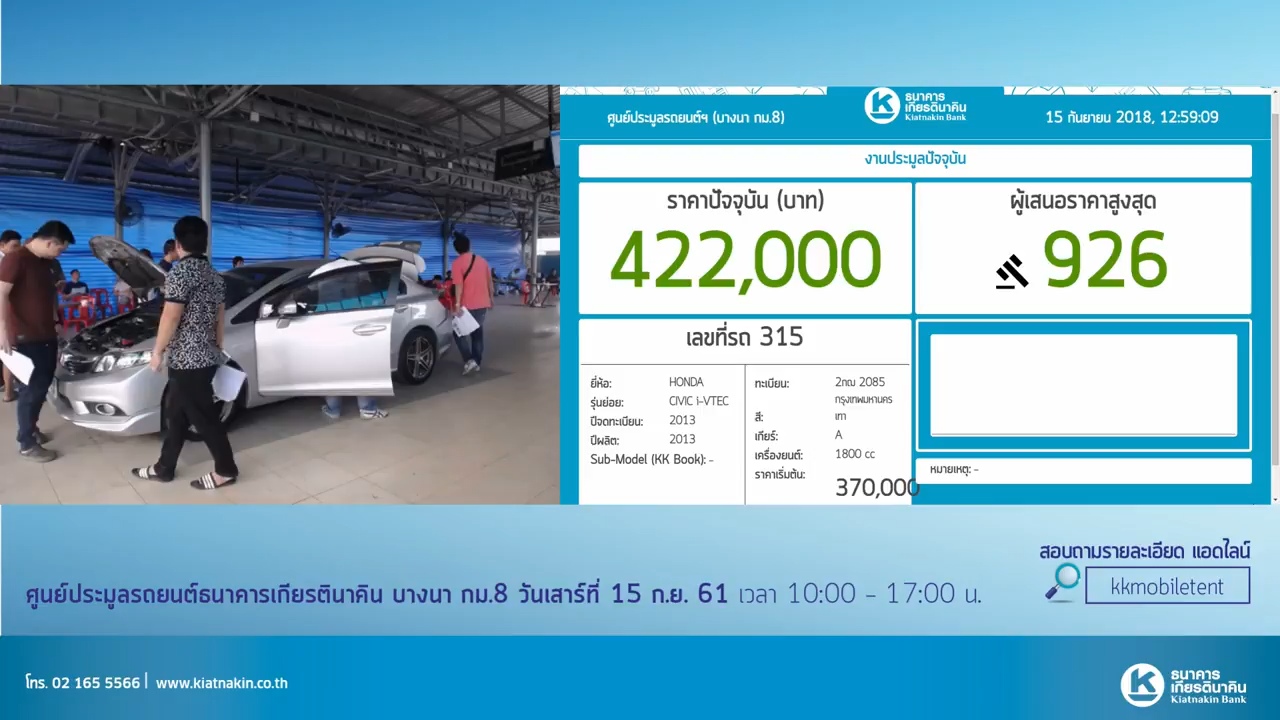 ศูนย์ประมูลรถยนต์ฯ (บางนา กม.8)
ธนาคาร
เกียรตินาคิน
Kiatnakin Bank
15 กันยายน 2018, 12:59:09
งานประมูลปัจจุบัน
ราคาปัจจุบัน (บาท)
422,000
ผู้เสนอราคาสูงสุด
926
เลขที่รถ 315
ยี่ห้อ: HONDA
รุ่นย่อย: CIVIC i-VTEC
ปีจดทะเบียน: 2013
ปีผลิต: 2013
Sub-Model (KK Book): -
ทะเบียน: 2กฌ 2085
กรุงเทพมหานคร
สี: เทา
เกียร์: A
เครื่องยนต์: 1800 cc
ราคาเริ่มต้น: 370,000
หมายเหตุ: -
สอบถามรายละเอียด แอดไลน์
kkmobiletent
ศูนย์ประมูลรถยนต์ธนาคารเกียรตินาคิน บางนา กม.8 วันเสาร์ที่ 15 ก.ย. 61 เวลา 10:00 - 17:00 น.
โทร. 02 165 5566 | www.kiatnakin.co.th
ธนาคาร
เกียรตินาคิน
Kiatnakin Bank